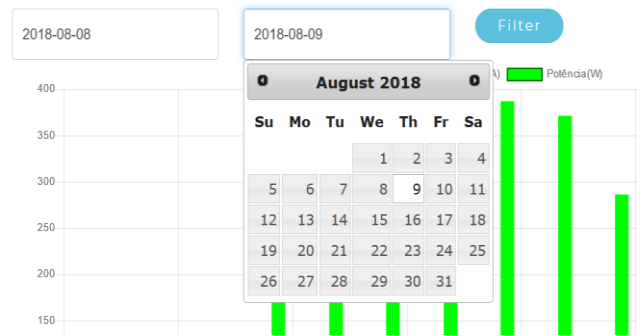 2018-08-08 2018-08-09 Filter
A) Potência(W)
August 2018
Su Mo Tu We Th Fr Sa
1 2 3 4
5 6 7 8 9 10 11
12 13 14 15 16 17 18
19 20 21 22 23 24 25
26 27 28 29 30 31
400
350
300
250
200
150